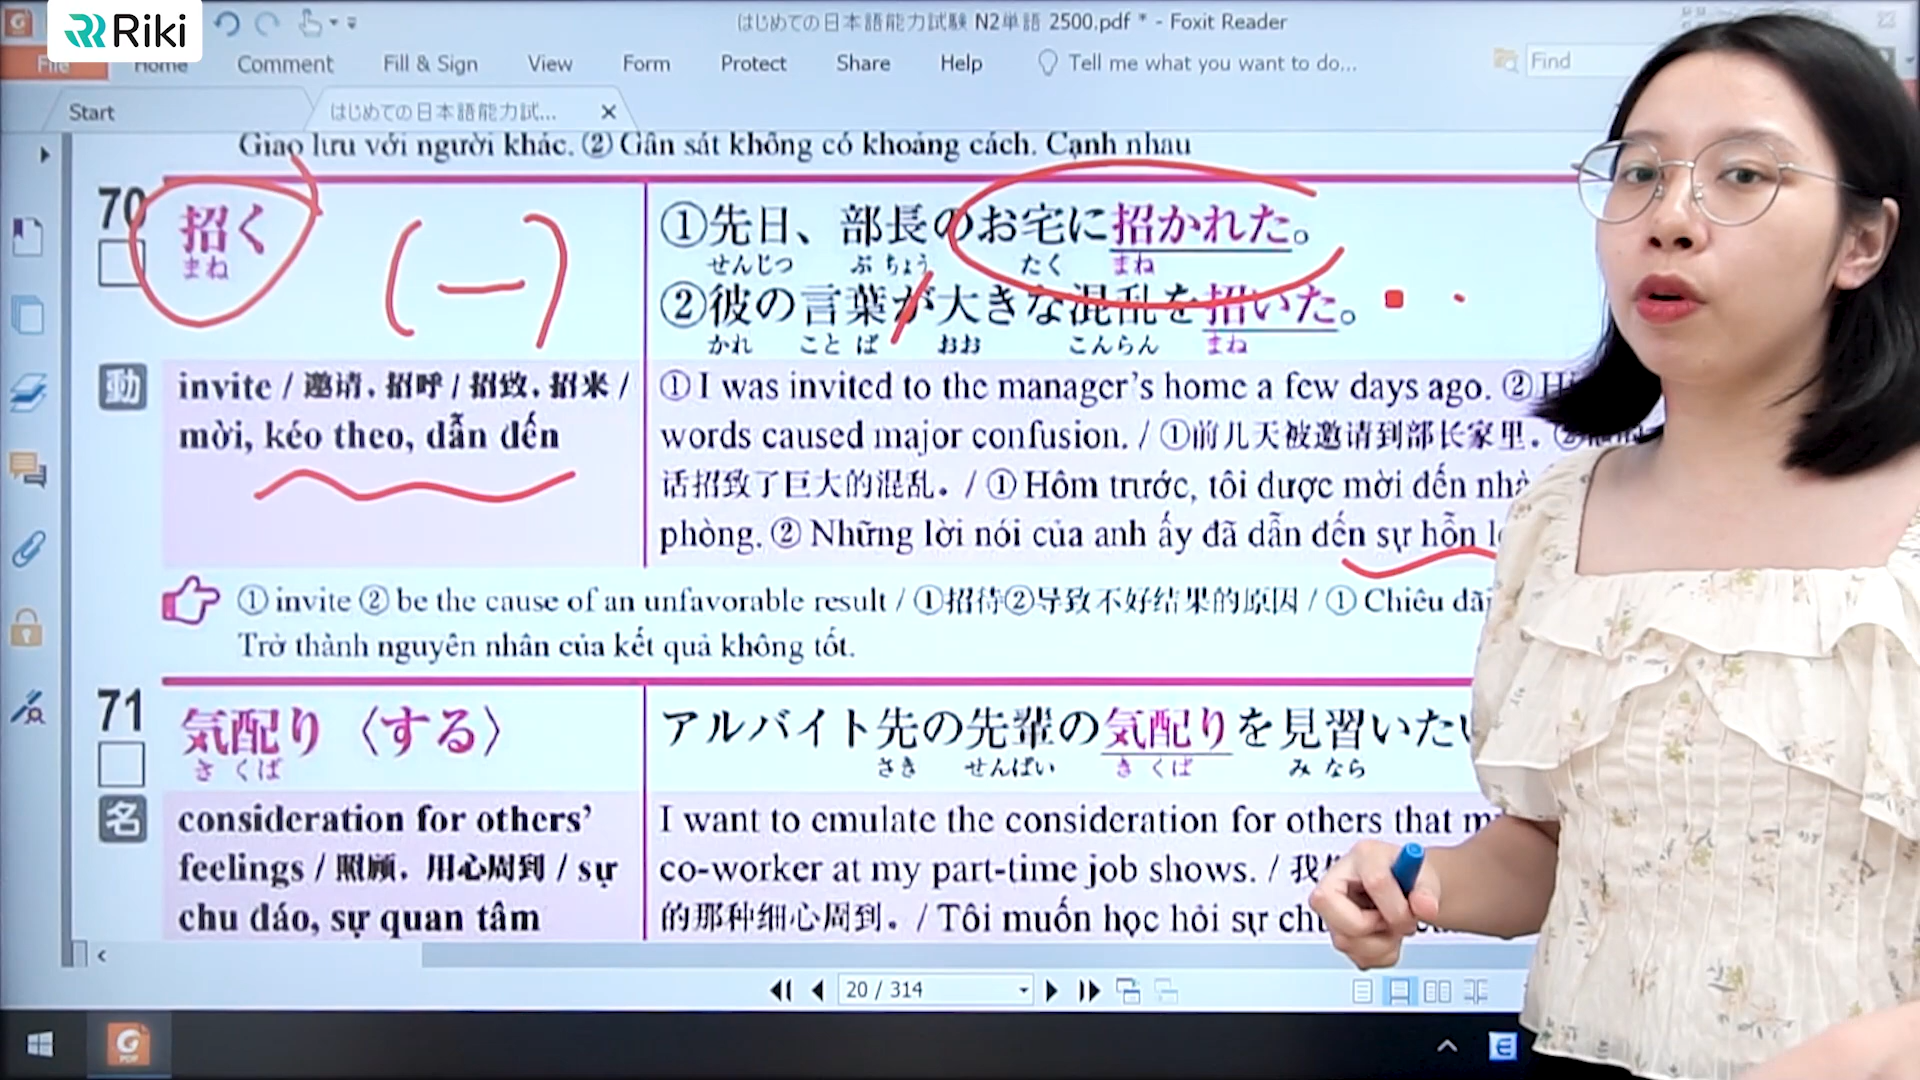 Riki
はじめての日本語能力試験 N2単語 2500.pdf * - Foxit Reader
File Home Comment Fill & Sign View Form Protect Share Help Tell me what you want to do... Find
Start はじめての日本語能力試... ×
Giao lưu với người khác. ② Gần sát không có khoảng cách. Cạnh nhau
70 招く (—) ①先日、部長のお宅に招かれた。
まね せんじつ ぶ ちょう たく まね
②彼の言葉が大きな混乱を招いた。
かれ こと ば おお こんらん まね
動 invite / 邀请，招呼 / 招致，招来 /
mời, kéo theo, dẫn đến
① I was invited to the manager's home a few days ago. ②
words caused major confusion. / ①前几天被邀请到部长家里。
话招致了巨大的混乱。/ ① Hôm trước, tôi được mời đến nhà
phòng. ② Những lời nói của anh ấy đã dẫn đến sự hỗn
① invite ② be the cause of an unfavorable result / ①招待②导致不好结果的原因 / ① Chiêu đãi
Trở thành nguyên nhân của kết quả không tốt.
71 気配り〈する〉 アルバイト先の先輩の気配りを見習いたい
き くば さき せんぱい き くば み なら
名 consideration for others'
feelings / 照顾，用心周到 / sự
chu đáo, sự quan tâm
I want to emulate the consideration for others that
co-worker at my part-time job shows. / 我
的那种细心周到。/ Tôi muốn học hỏi sự
20 / 314